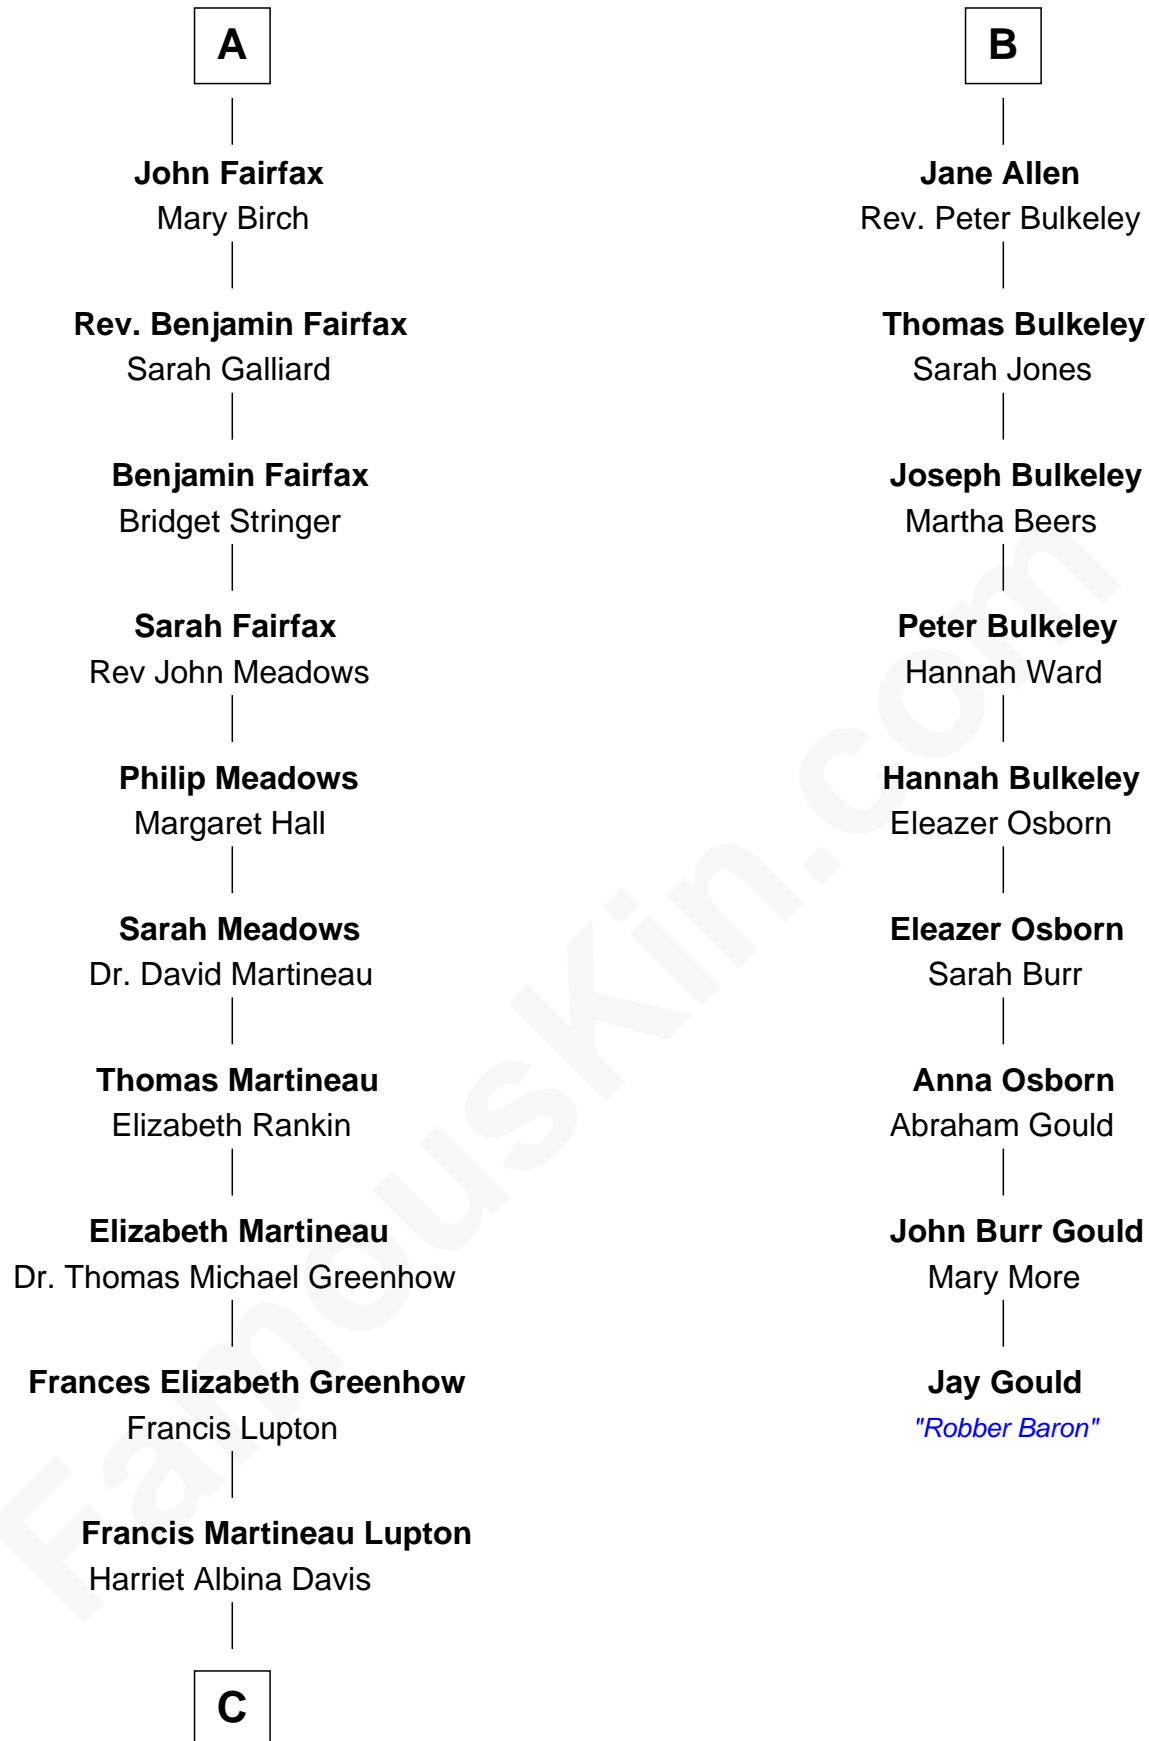 A
John Fairfax
Mary Birch
Rev. Benjamin Fairfax
Sarah Galliard
Benjamin Fairfax
Bridget Stringer
Sarah Fairfax
Rev John Meadows
Philip Meadows
Margaret Hall
Sarah Meadows
Dr. David Martineau
Thomas Martineau
Elizabeth Rankin
Elizabeth Martineau
Dr. Thomas Michael Greenhow
Frances Elizabeth Greenhow
Francis Lupton
Francis Martineau Lupton
Harriet Albina Davis
C
B
Jane Allen
Rev. Peter Bulkeley
Thomas Bulkeley
Sarah Jones
Joseph Bulkeley
Martha Beers
Peter Bulkeley
Hannah Ward
Hannah Bulkeley
Eleazer Osborn
Eleazer Osborn
Sarah Burr
Anna Osborn
Abraham Gould
John Burr Gould
Mary More
Jay Gould
"Robber Baron"
FamousKin.com